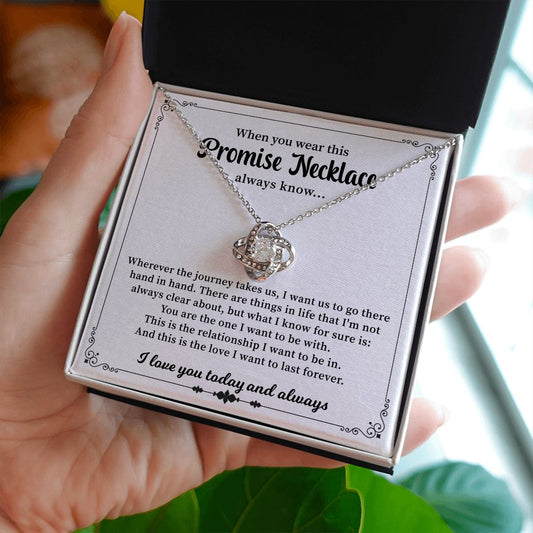 When you wear this
Promise Necklace
always know...
Wherever the journey takes us, I want us to go there
hand in hand. There are things in life that I'm not
always clear about, but what I know for sure is:
You are the one I want to be with.
This is the relationship I want to be in.
And this is the love I want to last forever.
I love you today and always